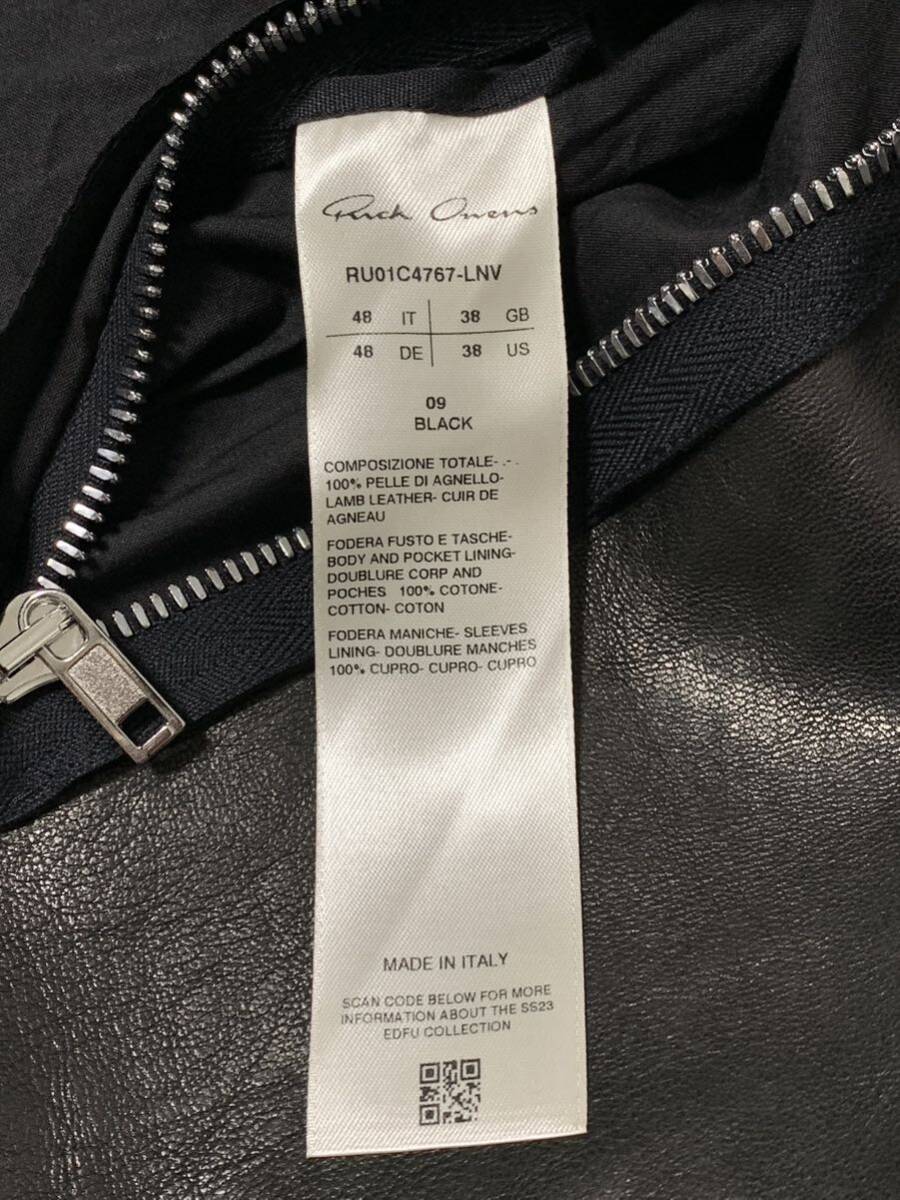 Rick Owens
RU01C4767-LNV
48 IT 38 GB
48 DE 38 US
09
BLACK
COMPOSIZIONE TOTALE- .- .
100% PELLE DI AGNELLO-
LAMB LEATHER- CUIR DE
AGNEAU
FODERA FUSTO E TASCHE-
BODY AND POCKET LINING-
DOUBLURE CORP AND
POCHES 100% COTONE-
COTTON- COTON
FODERA MANICHE- SLEEVES
LINING- DOUBLURE MANCHES
100% CUPRO- CUPRO- CUPRO
MADE IN ITALY
SCAN CODE BELOW FOR MORE
INFORMATION ABOUT THE SS23
EDFU COLLECTION